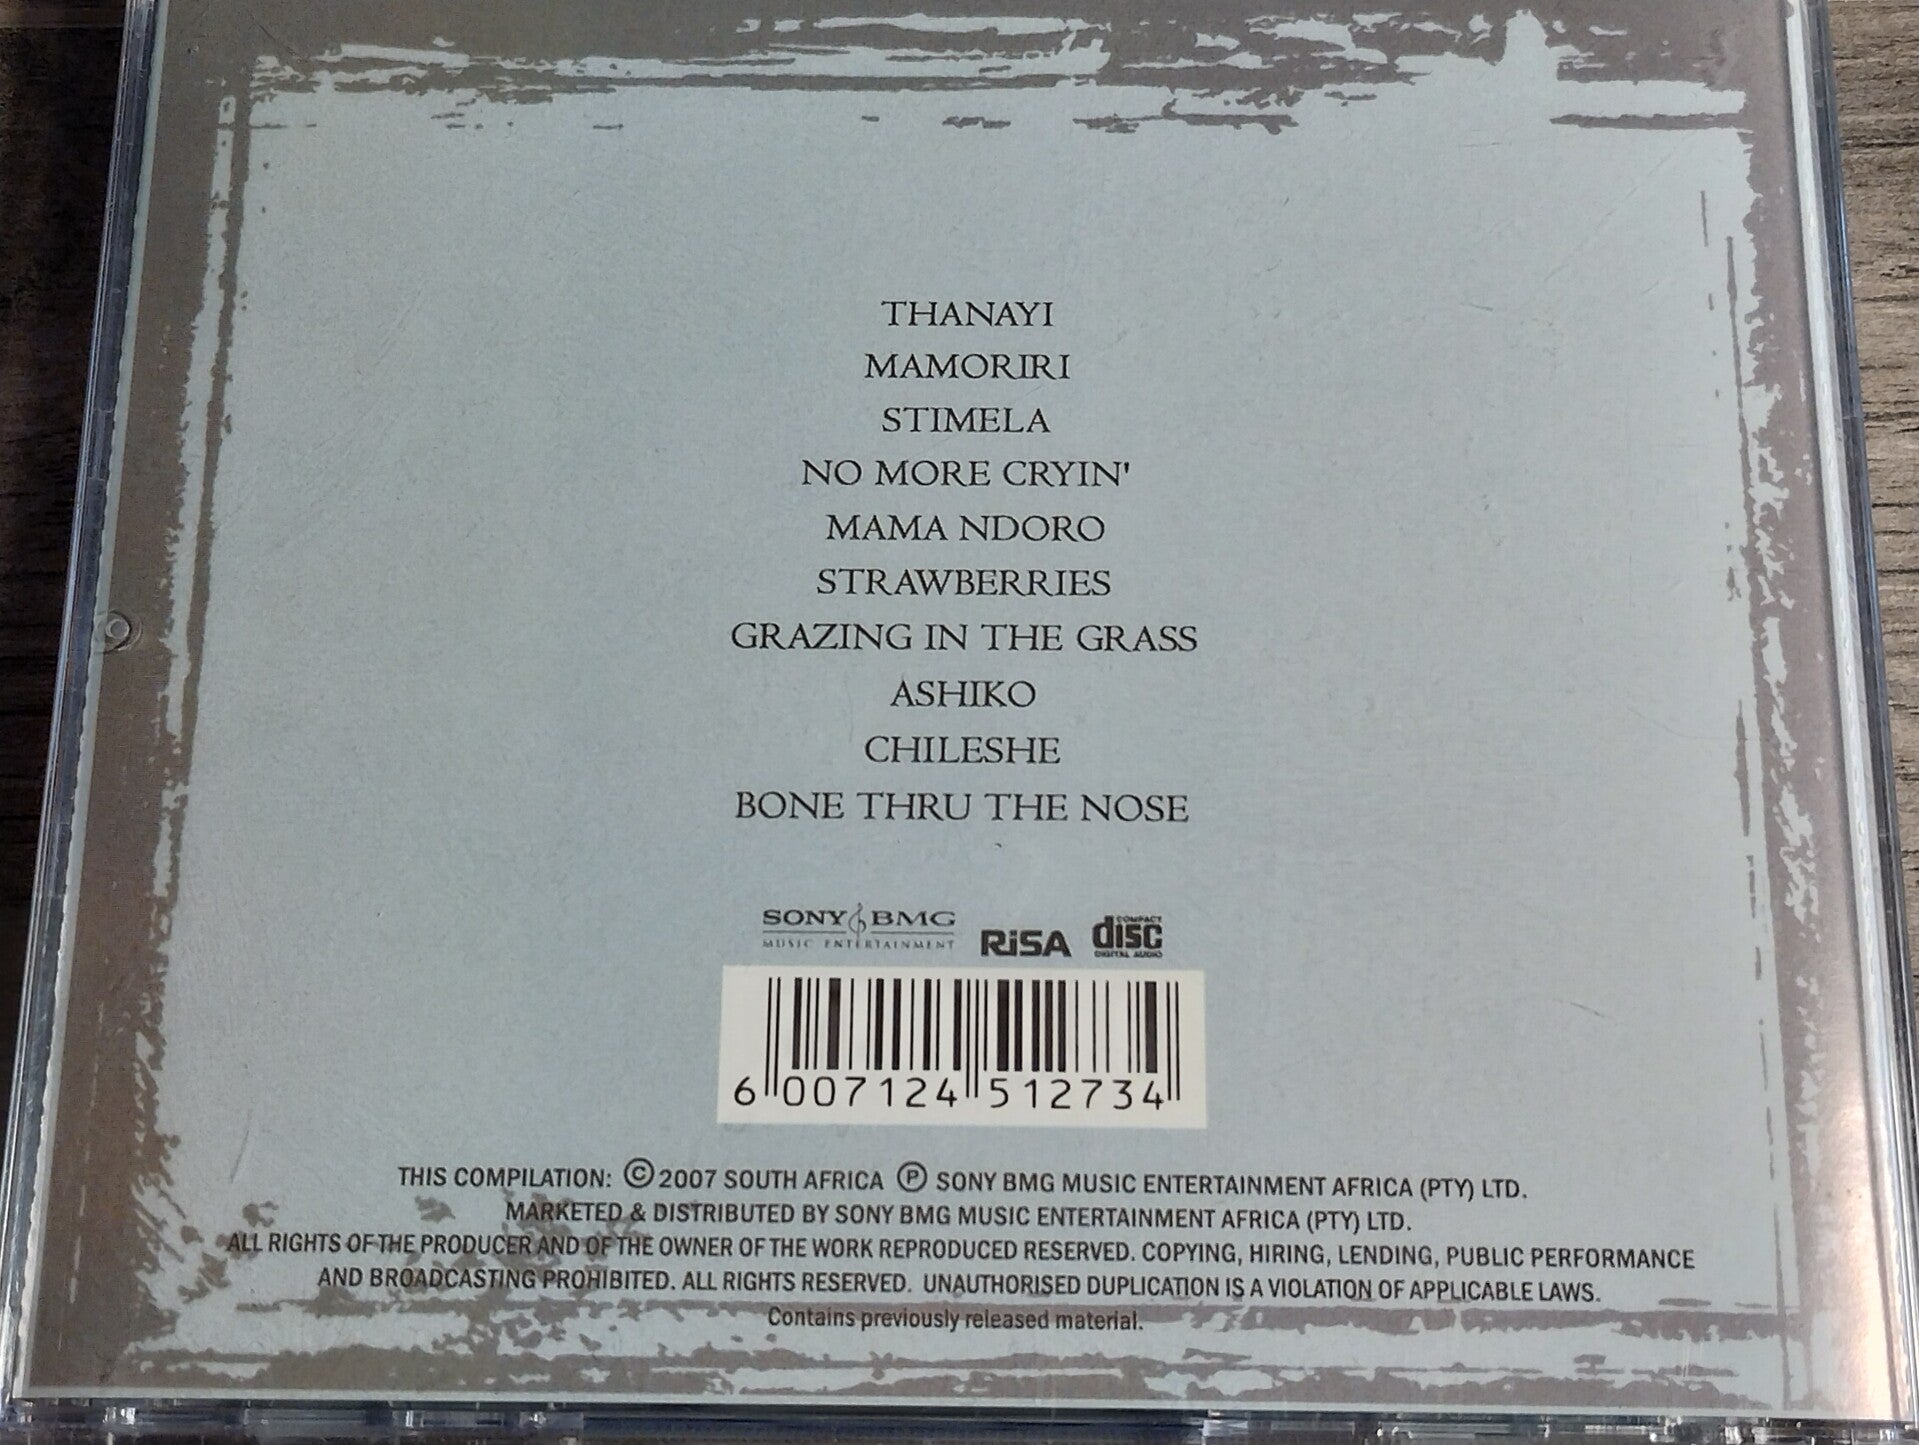 THANAYI
MAMORIRI
STIMELA
NO MORE CRYIN'
MAMA NDORO
STRAWBERRIES
GRAZING IN THE GRASS
ASHIKO
CHILESHE
BONE THRU THE NOSE
SONY BMG
MUSIC ENTERTAINMENT
RiSA
COMPACT
disc
DIGITAL AUDIO
6 007124 512734
THIS COMPILATION: © 2007 SOUTH AFRICA ℗ SONY BMG MUSIC ENTERTAINMENT AFRICA (PTY) LTD.
MARKETED & DISTRIBUTED BY SONY BMG MUSIC ENTERTAINMENT AFRICA (PTY) LTD.
ALL RIGHTS OF THE PRODUCER AND OF THE OWNER OF THE WORK REPRODUCED RESERVED. COPYING, HIRING, LENDING, PUBLIC PERFORMANCE
AND BROADCASTING PROHIBITED. ALL RIGHTS RESERVED. UNAUTHORISED DUPLICATION IS A VIOLATION OF APPLICABLE LAWS.
Contains previously released material.